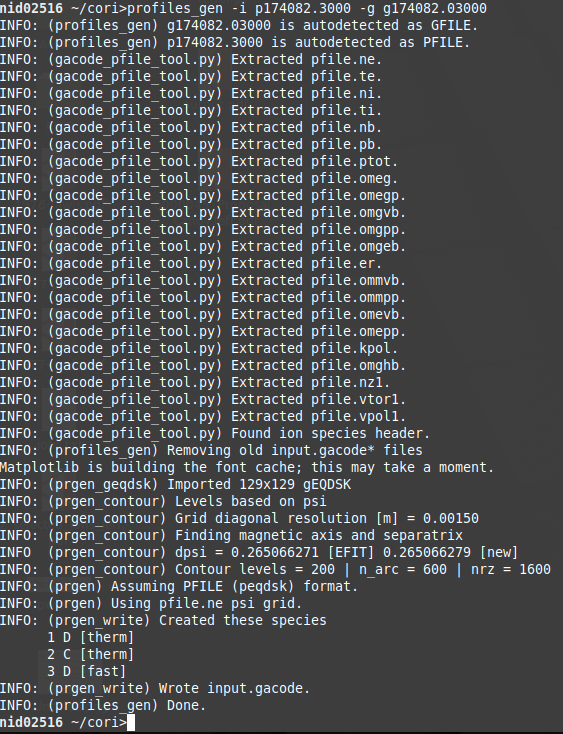 nid02516 ~/cori>profiles_gen -i p174082.3000 -g g174082.03000
INFO: (profiles_gen) g174082.03000 is autodetected as GFILE.
INFO: (profiles_gen) p174082.3000 is autodetected as PFILE.
INFO: (gacode_pfile_tool.py) Extracted pfile.ne.
INFO: (gacode_pfile_tool.py) Extracted pfile.te.
INFO: (gacode_pfile_tool.py) Extracted pfile.ni.
INFO: (gacode_pfile_tool.py) Extracted pfile.ti.
INFO: (gacode_pfile_tool.py) Extracted pfile.nb.
INFO: (gacode_pfile_tool.py) Extracted pfile.pb.
INFO: (gacode_pfile_tool.py) Extracted pfile.ptot.
INFO: (gacode_pfile_tool.py) Extracted pfile.omeg.
INFO: (gacode_pfile_tool.py) Extracted pfile.omegp.
INFO: (gacode_pfile_tool.py) Extracted pfile.omgvb.
INFO: (gacode_pfile_tool.py) Extracted pfile.omgpp.
INFO: (gacode_pfile_tool.py) Extracted pfile.omgeb.
INFO: (gacode_pfile_tool.py) Extracted pfile.er.
INFO: (gacode_pfile_tool.py) Extracted pfile.ommvb.
INFO: (gacode_pfile_tool.py) Extracted pfile.ommpp.
INFO: (gacode_pfile_tool.py) Extracted pfile.omevb.
INFO: (gacode_pfile_tool.py) Extracted pfile.omepp.
INFO: (gacode_pfile_tool.py) Extracted pfile.kpol.
INFO: (gacode_pfile_tool.py) Extracted pfile.omghb.
INFO: (gacode_pfile_tool.py) Extracted pfile.nz1.
INFO: (gacode_pfile_tool.py) Extracted pfile.vtor1.
INFO: (gacode_pfile_tool.py) Extracted pfile.vpol1.
INFO: (gacode_pfile_tool.py) Found ion species header.
INFO: (profiles_gen) Removing old input.gacode* files
Matplotlib is building the font cache; this may take a moment.
INFO: (prgen_geqdsk) Imported 129x129 gEQDSK
INFO: (prgen_contour) Levels based on psi
INFO: (prgen_contour) Grid diagonal resolution [m] = 0.00150
INFO: (prgen_contour) Finding magnetic axis and separatrix
INFO  (prgen_contour) dpsi = 0.265066271 [EFIT] 0.265066279 [new]
INFO: (prgen_contour) Contour levels = 200 | n_arc = 600 | nrz = 1600
INFO: (prgen) Assuming PFILE (peqdsk) format.
INFO: (prgen) Using pfile.ne psi grid.
INFO: (prgen_write) Created these species
1 D [therm]
2 C [therm]
3 D [fast]
INFO: (prgen_write) Wrote input.gacode.
INFO: (profiles_gen) Done.
nid02516 ~/cori>